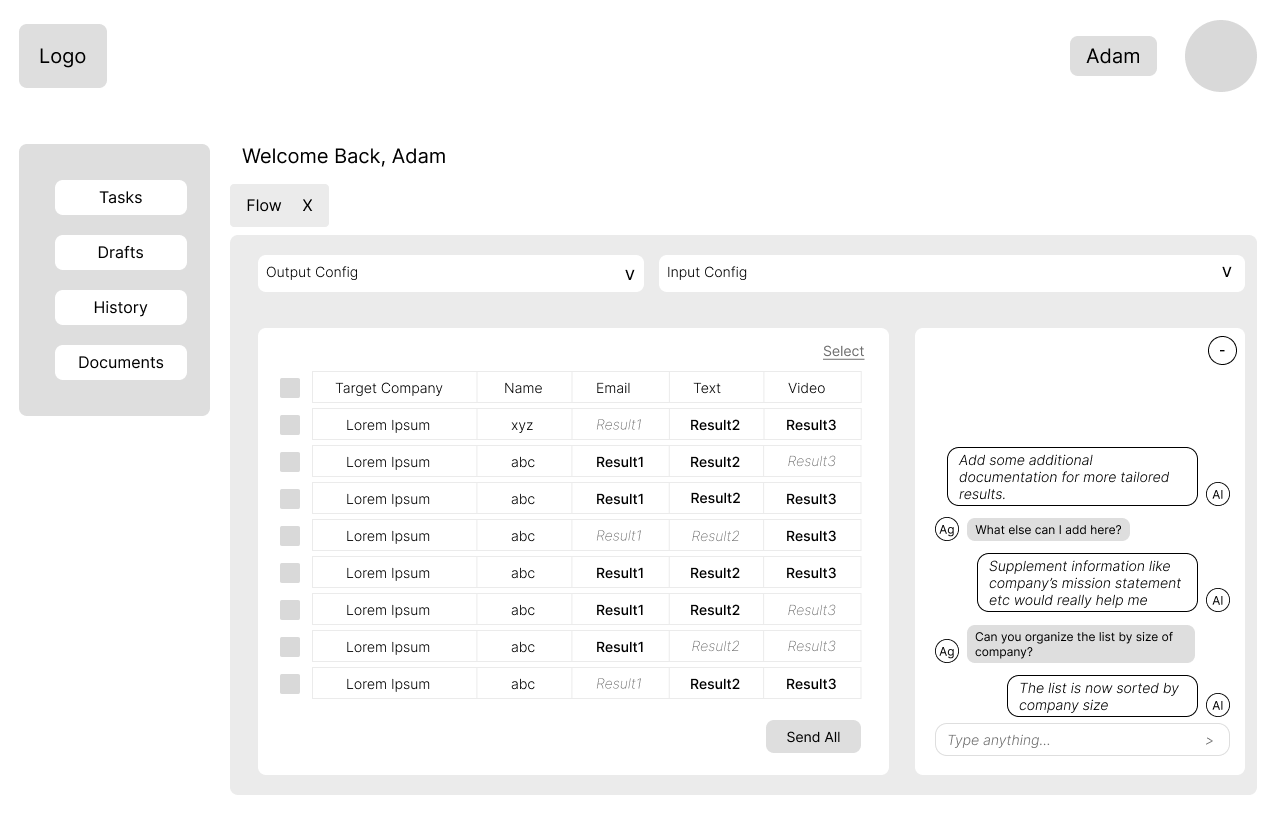 Logo
Adam
Welcome Back, Adam
Tasks
Drafts
History
Documents
Flow X
Output Config v
Input Config v
Select
Target Company Name Email Text Video
Lorem Ipsum xyz Result1 Result2 Result3
Lorem Ipsum abc Result1 Result2 Result3
Lorem Ipsum abc Result1 Result2 Result3
Lorem Ipsum abc Result1 Result2 Result3
Lorem Ipsum abc Result1 Result2 Result3
Lorem Ipsum abc Result1 Result2 Result3
Lorem Ipsum abc Result1 Result2 Result3
Lorem Ipsum abc Result1 Result2 Result3
Send All
-
Add some additional
documentation for more tailored
results.
AI
Ag What else can I add here?
Supplement information like
company's mission statement
etc would really help me
AI
Can you organize the list by size of
Ag company?
The list is now sorted by
company size
AI
Type anything... >